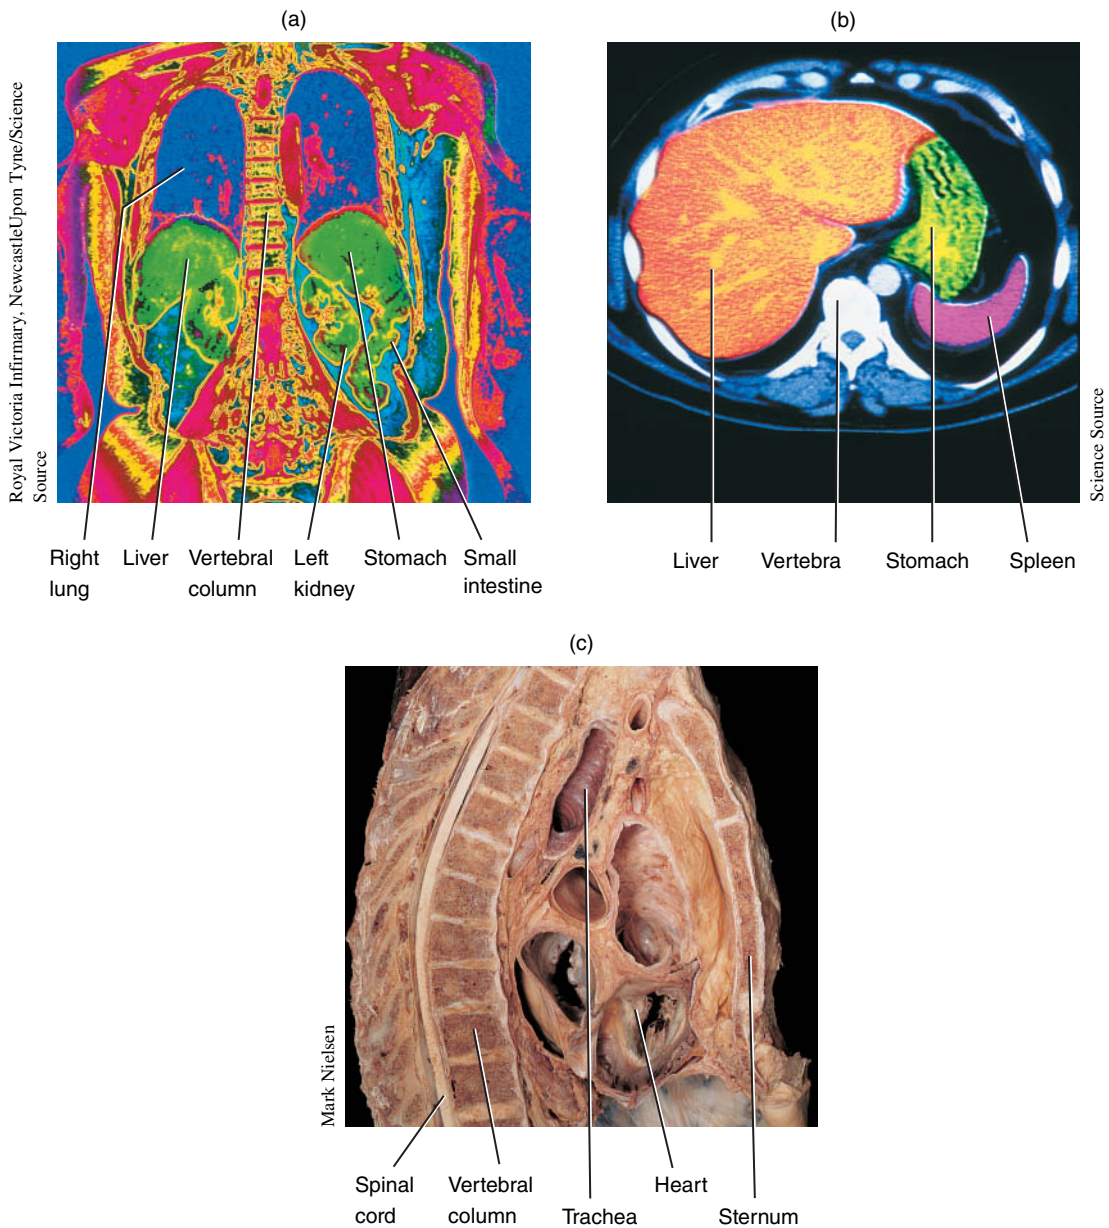 (a)
(b)
Royal Victoria Infirmary, NewcastleUpon Tyne/Science
Source
Science Source
Right
lung
Liver
Vertebral
column
Left
kidney
Stomach
Small
intestine
Liver
Vertebra
Stomach
Spleen
(c)
Mark Nielsen
Spinal
cord
Vertebral
column
Trachea
Heart
Sternum